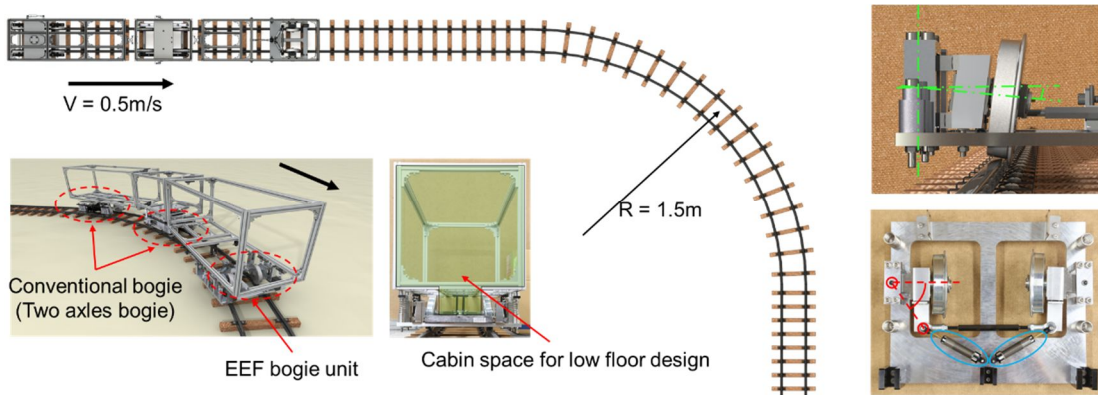 V = 0.5m/s
R = 1.5m
Conventional bogie
(Two axles bogie)
EEF bogie unit
Cabin space for low floor design